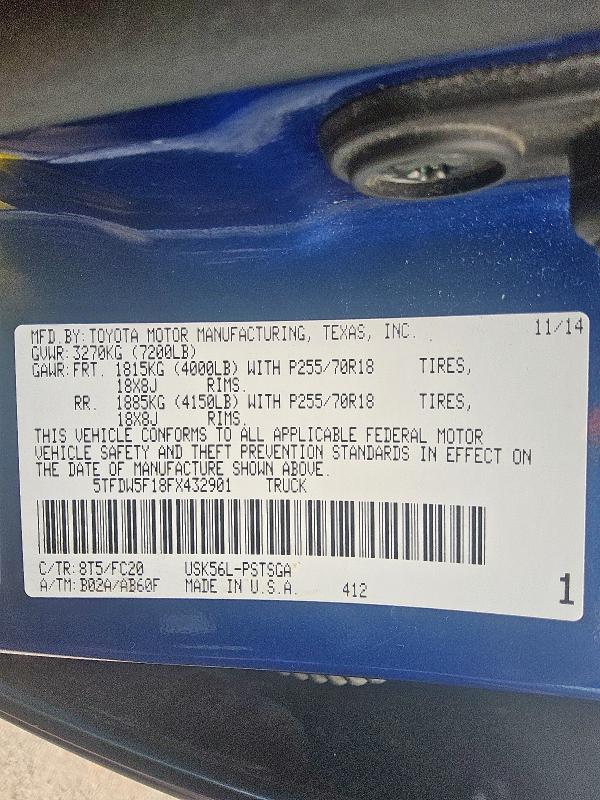 MFD.BY: TOYOTA MOTOR MANUFACTURING, TEXAS, INC. 11/14
GVWR: 3270KG (7200LB)
GAWR: FRT. 1815KG (4000LB) WITH P255/70R18 TIRES,
18X8J RIMS.
RR. 1885KG (4150LB) WITH P255/70R18 TIRES,
18X8J RIMS.
THIS VEHICLE CONFORMS TO ALL APPLICABLE FEDERAL MOTOR
VEHICLE SAFETY AND THEFT PREVENTION STANDARDS IN EFFECT ON
THE DATE OF MANUFACTURE SHOWN ABOVE.
5TFDW5F18FX432901 TRUCK
C/TR: 8T5/FC20 USK56L-PSTSGA
A/TM: B02A/AB60F MADE IN U.S.A. 412 1